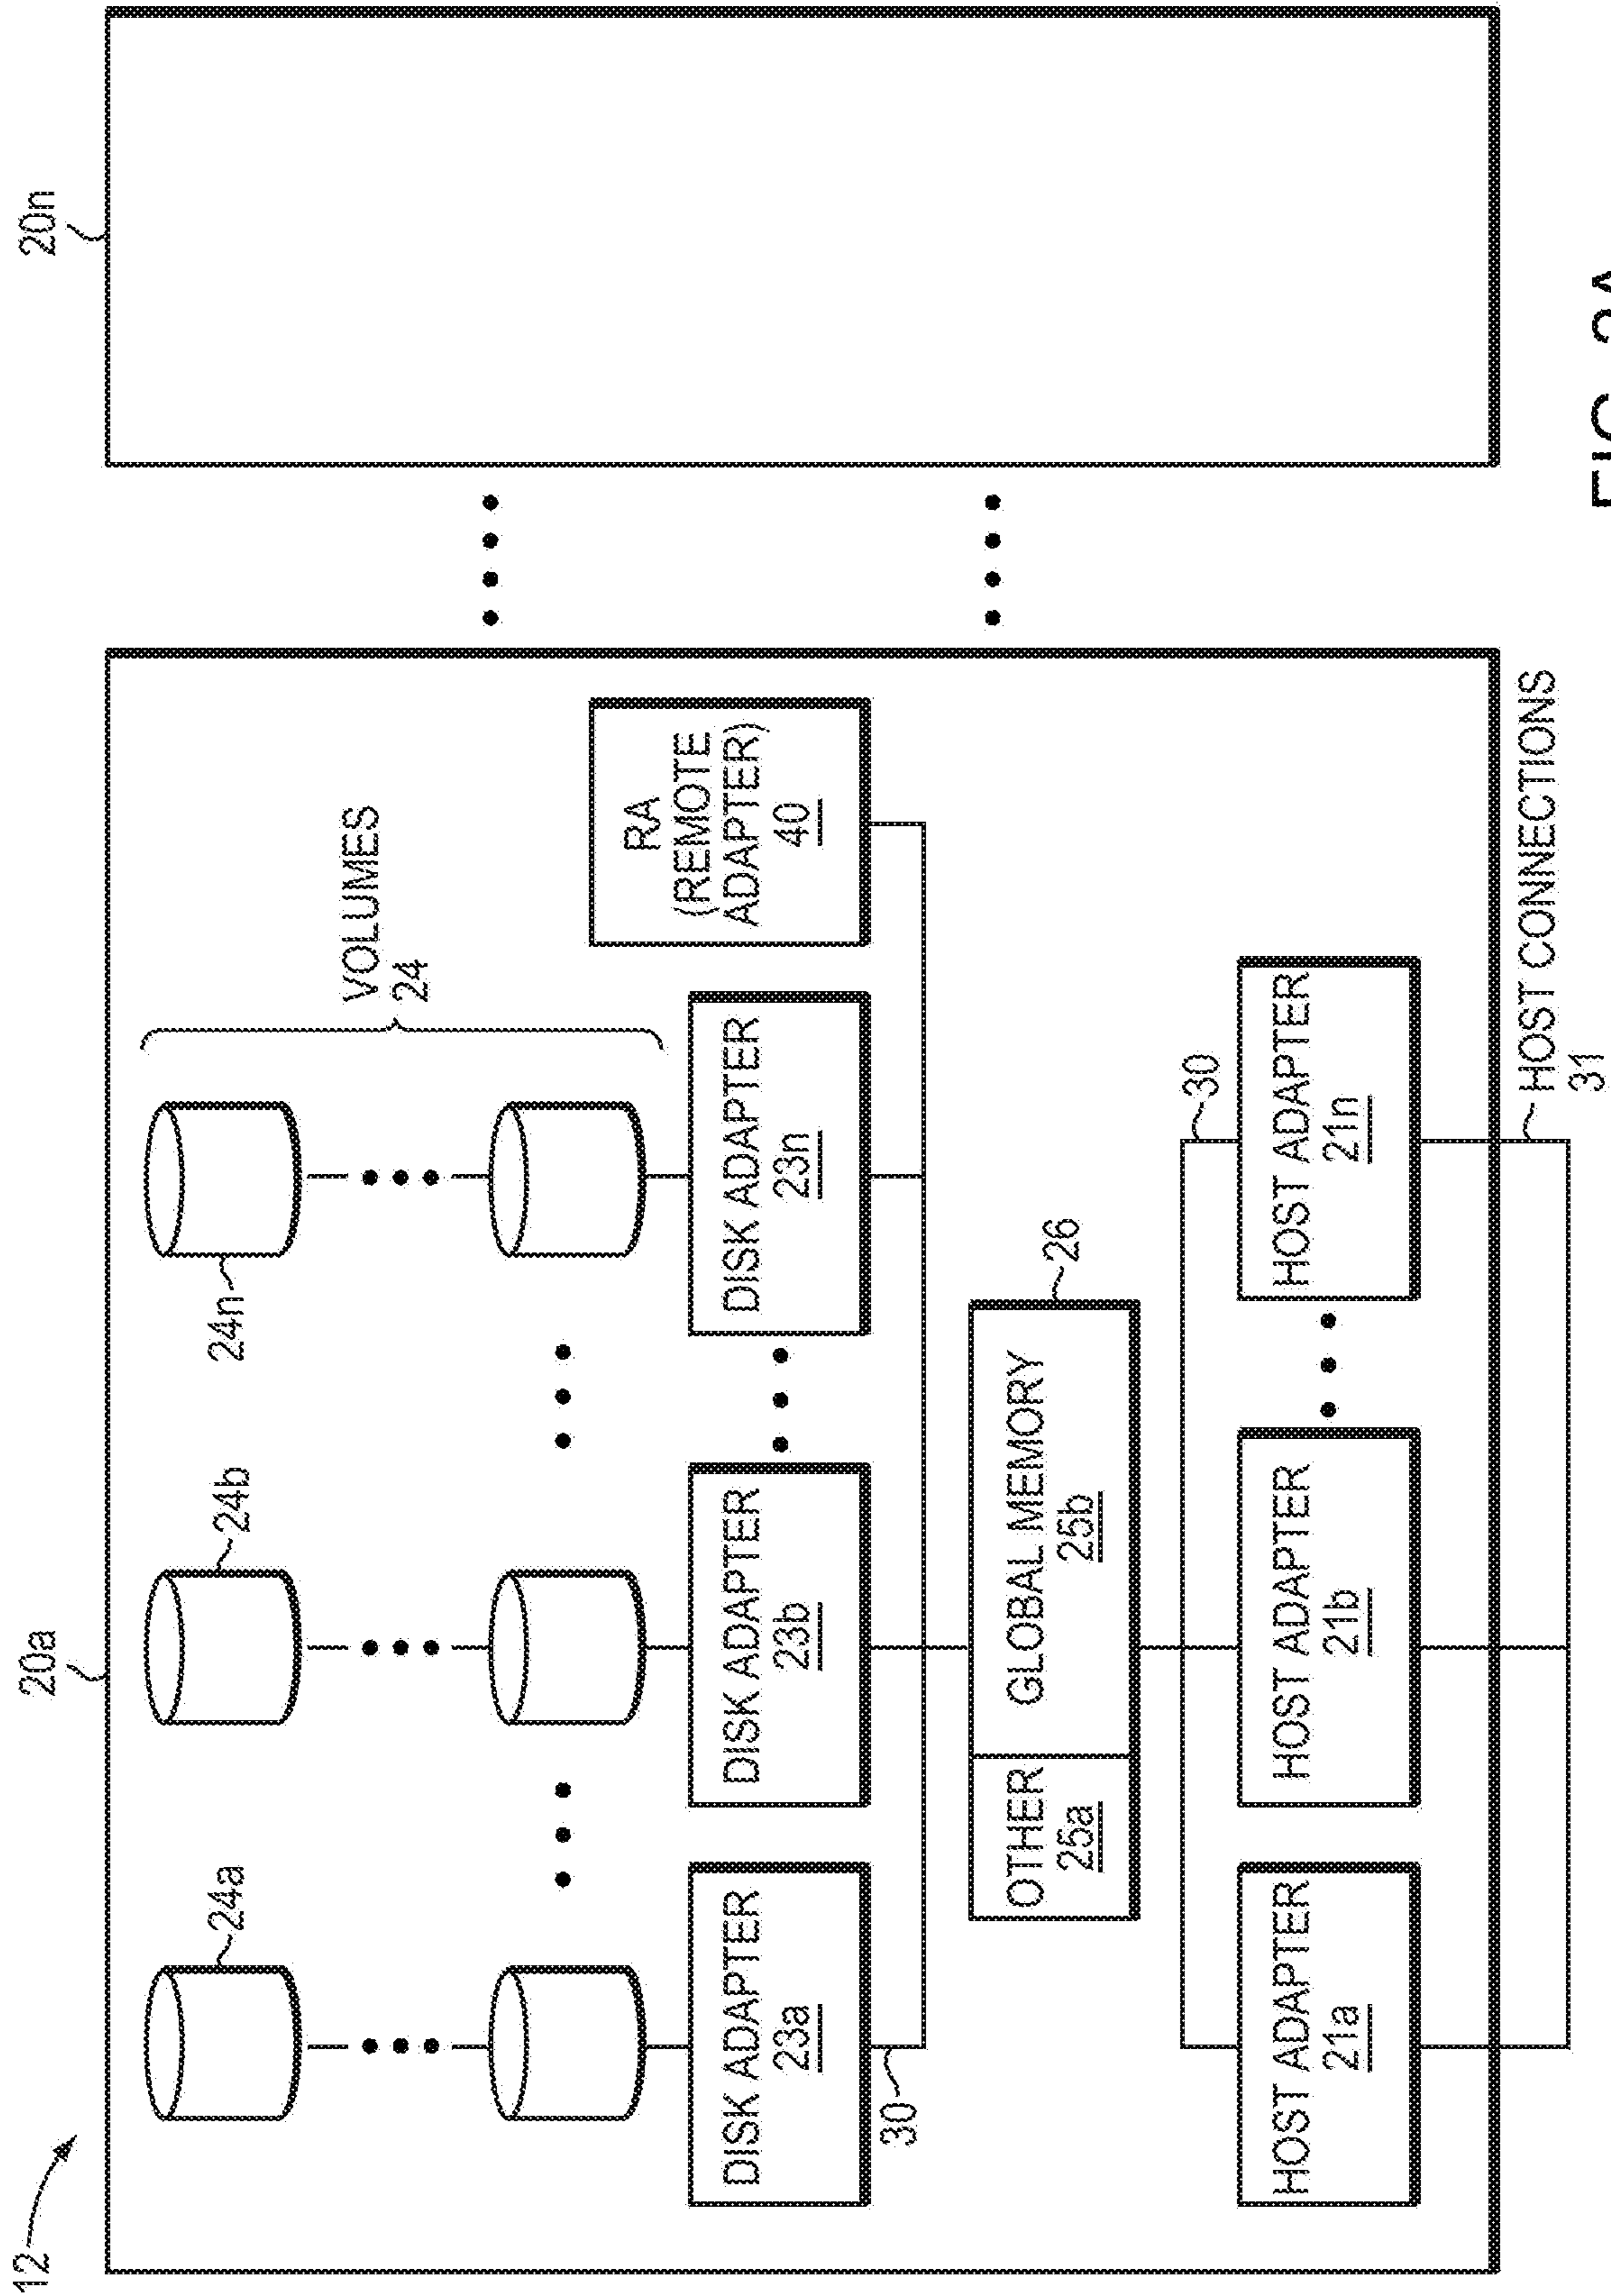 12
20a
20n
24a
24b
24n
VOLUMES
24
DISK ADAPTER
23a
DISK ADAPTER
23b
DISK ADAPTER
23n
RA
(REMOTE
ADAPTER)
40
30
OTHER
25a
GLOBAL MEMORY
25b
26
30
HOST ADAPTER
21a
HOST ADAPTER
21b
HOST ADAPTER
21n
HOST CONNECTIONS
31
FIG. 2A